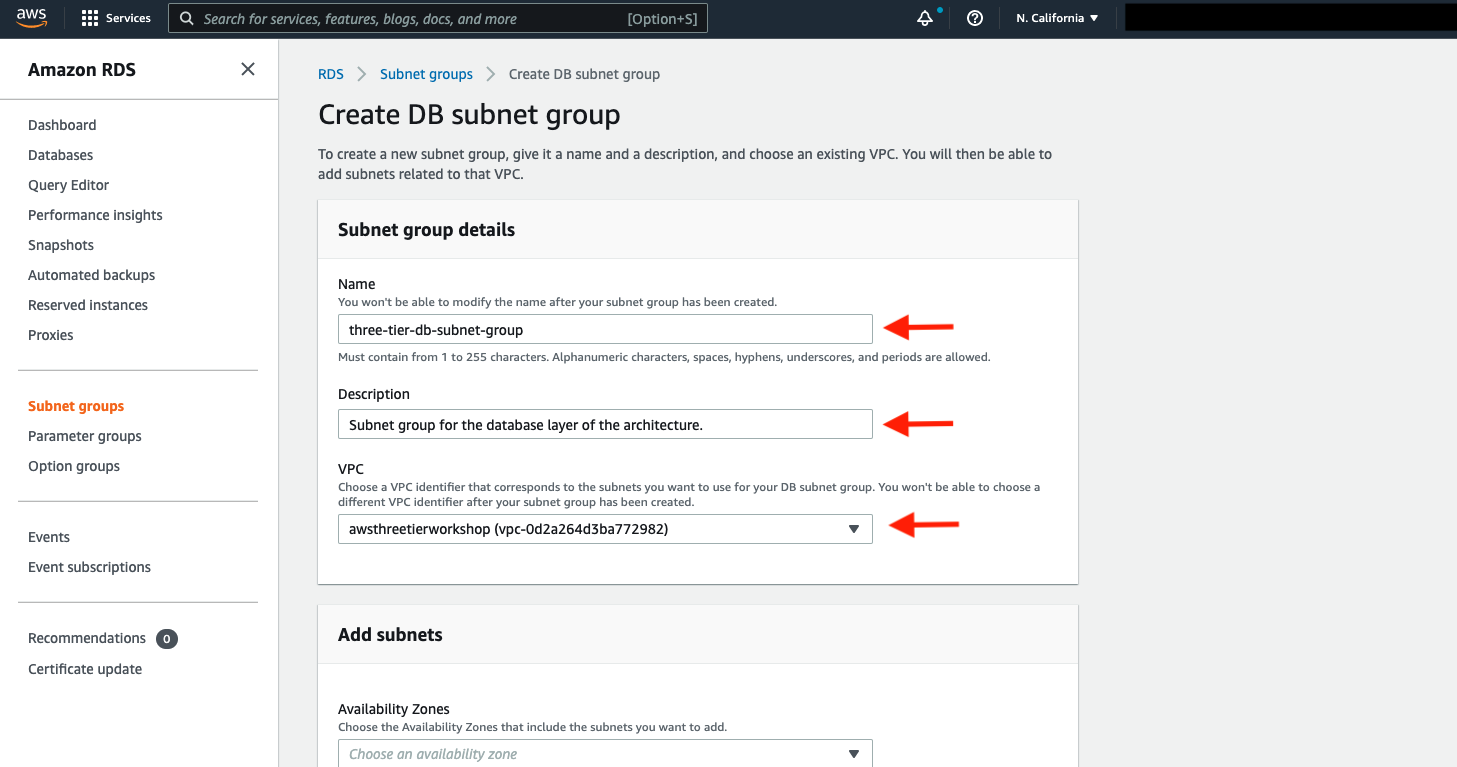 aws
Services
Search for services, features, blogs, docs, and more
[Option+S]
N. California
Amazon RDS
Dashboard
Databases
Query Editor
Performance insights
Snapshots
Automated backups
Reserved instances
Proxies
Subnet groups
Parameter groups
Option groups
Events
Event subscriptions
Recommendations 0
Certificate update
RDS > Subnet groups > Create DB subnet group
Create DB subnet group
To create a new subnet group, give it a name and a description, and choose an existing VPC. You will then be able to
add subnets related to that VPC.
Subnet group details
Name
You won't be able to modify the name after your subnet group has been created.
three-tier-db-subnet-group
Must contain from 1 to 255 characters. Alphanumeric characters, spaces, hyphens, underscores, and periods are allowed.
Description
Subnet group for the database layer of the architecture.
VPC
Choose a VPC identifier that corresponds to the subnets you want to use for your DB subnet group. You won't be able to choose a
different VPC identifier after your subnet group has been created.
awsthreetierworkshop (vpc-0d2a264d3ba772982)
Add subnets
Availability Zones
Choose the Availability Zones that include the subnets you want to add.
Choose an availability zone